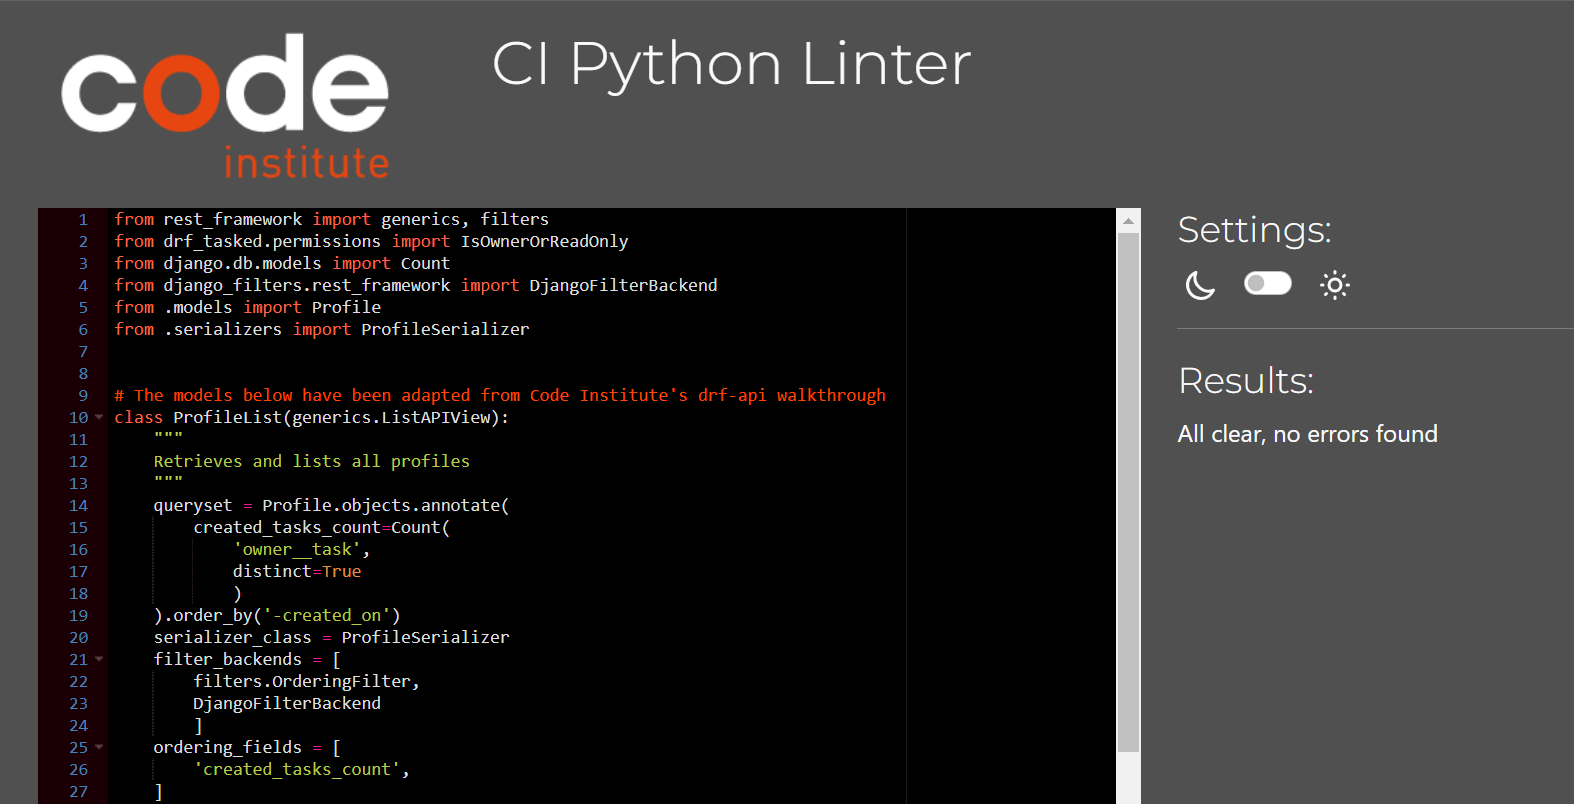 code
institute
CI Python Linter
1 from rest_framework import generics, filters
2 from drf_tasked.permissions import IsOwnerOrReadOnly
3 from django.db.models import Count
4 from django_filters.rest_framework import DjangoFilterBackend
5 from .models import Profile
6 from .serializers import ProfileSerializer
7
8
9 # The models below have been adapted from Code Institute's drf-api walkthrough
10 class ProfileList(generics.ListAPIView):
11     """
12     Retrieves and lists all profiles
13     """
14     queryset = Profile.objects.annotate(
15         created_tasks_count=Count(
16             'owner__task',
17             distinct=True
18             )
19     ).order_by('-created_on')
20     serializer_class = ProfileSerializer
21     filter_backends = [
22         filters.OrderingFilter,
23         DjangoFilterBackend
24         ]
25     ordering_fields = [
26         'created_tasks_count',
27     ]
Settings:
Results:
All clear, no errors found